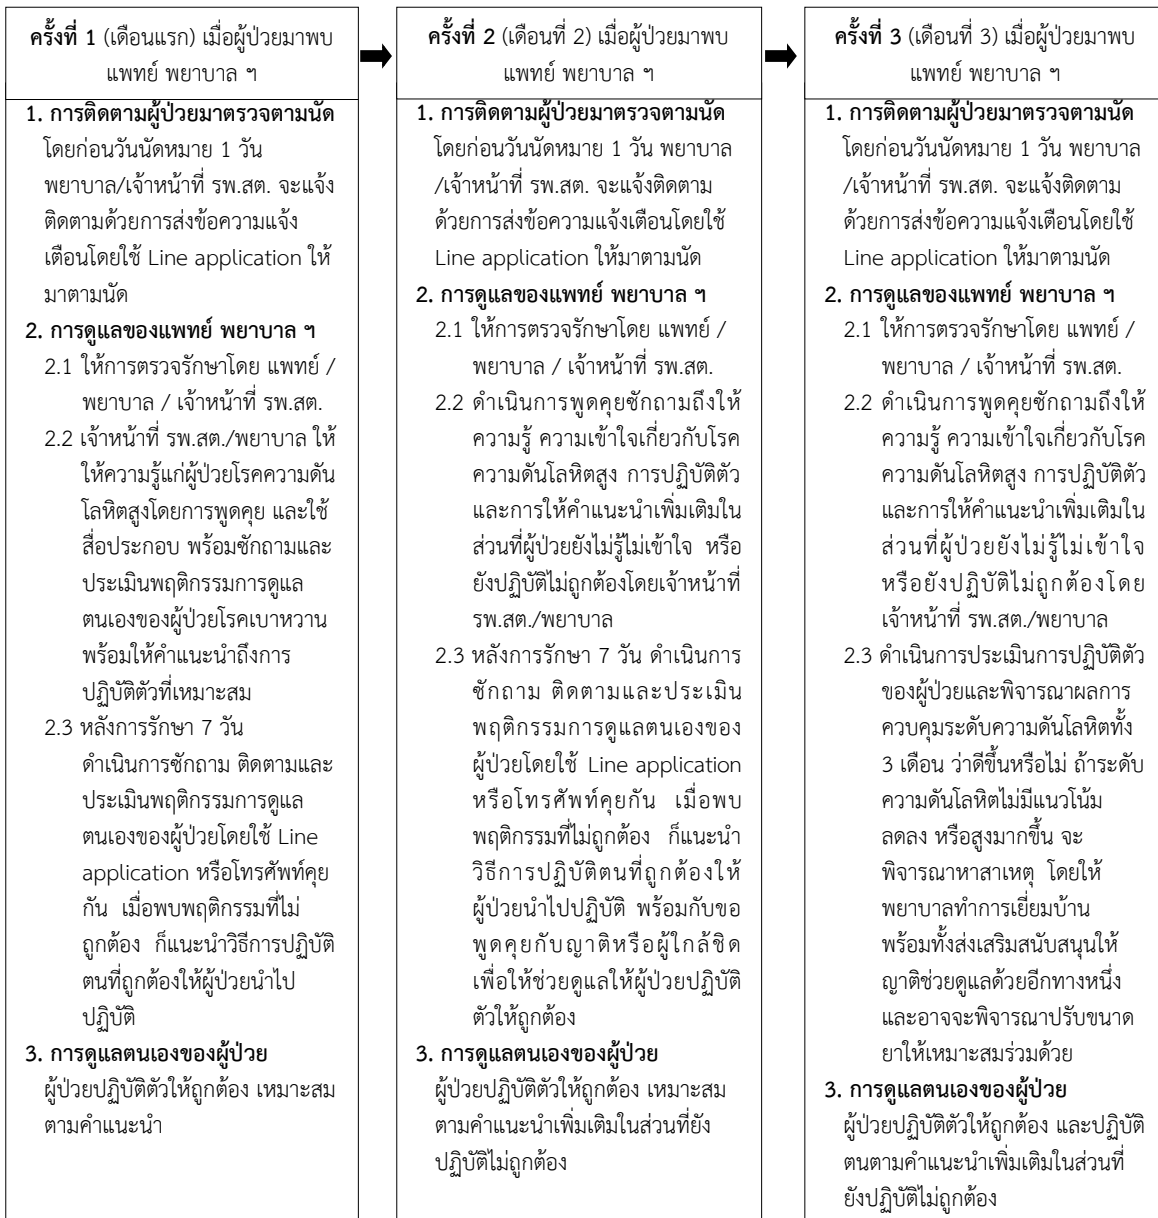 ครั้งที่ 1 (เดือนแรก) เมื่อผู้ป่วยมาพบ
แพทย์ พยาบาล ฯ
1. การติดตามผู้ป่วยมาตรวจตามนัด
โดยก่อนวันนัดหมาย 1 วัน
พยาบาล/เจ้าหน้าที่ รพ.สต. จะแจ้ง
ติดตามด้วยการส่งข้อความแจ้ง
เตือนโดยใช้ Line application ให้
มาตามนัด
2. การดูแลของแพทย์ พยาบาล ฯ
2.1 ให้การตรวจรักษาโดย แพทย์ /
พยาบาล / เจ้าหน้าที่ รพ.สต.
2.2 เจ้าหน้าที่ รพ.สต./พยาบาล ให้
ให้ความรู้แก่ผู้ป่วยโรคความดัน
โลหิตสูงโดยการพูดคุย และใช้
สื่อประกอบ พร้อมซักถามและ
ประเมินพฤติกรรมการดูแล
ตนเองของผู้ป่วยโรคเบาหวาน
พร้อมให้คำแนะนำถึงการ
ปฏิบัติตัวที่เหมาะสม
2.3 หลังการรักษา 7 วัน
ดำเนินการซักถาม ติดตามและ
ประเมินพฤติกรรมการดูแล
ตนเองของผู้ป่วยโดยใช้ Line
application หรือโทรศัพท์คุย
กัน เมื่อพบพฤติกรรมที่ไม่
ถูกต้อง ก็แนะนำวิธีการปฏิบัติ
ตนที่ถูกต้องให้ผู้ป่วยนำไป
ปฏิบัติ
3. การดูแลตนเองของผู้ป่วย
ผู้ป่วยปฏิบัติตัวให้ถูกต้อง เหมาะสม
ตามคำแนะนำ
ครั้งที่ 2 (เดือนที่ 2) เมื่อผู้ป่วยมาพบ
แพทย์ พยาบาล ฯ
1. การติดตามผู้ป่วยมาตรวจตามนัด
โดยก่อนวันนัดหมาย 1 วัน พยาบาล
/เจ้าหน้าที่ รพ.สต. จะแจ้งติดตาม
ด้วยการส่งข้อความแจ้งเตือนโดยใช้
Line application ให้มาตามนัด
2. การดูแลของแพทย์ พยาบาล ฯ
2.1 ให้การตรวจรักษาโดย แพทย์ /
พยาบาล / เจ้าหน้าที่ รพ.สต.
2.2 ดำเนินการพูดคุยซักถามถึงให้
ความรู้ ความเข้าใจเกี่ยวกับโรค
ความดันโลหิตสูง การปฏิบัติตัว
และการให้คำแนะนำเพิ่มเติมใน
ส่วนที่ผู้ป่วยยังไม่รู้ไม่เข้าใจ หรือ
ยังปฏิบัติไม่ถูกต้องโดยเจ้าหน้าที่
รพ.สต./พยาบาล
2.3 หลังการรักษา 7 วัน ดำเนินการ
ซักถาม ติดตามและประเมิน
พฤติกรรมการดูแลตนเองของ
ผู้ป่วยโดยใช้ Line application
หรือโทรศัพท์คุยกัน เมื่อพบ
พฤติกรรมที่ไม่ถูกต้อง ก็แนะนำ
วิธีการปฏิบัติตนที่ถูกต้องให้
ผู้ป่วยนำไปปฏิบัติ พร้อมกับขอ
พูดคุยกับญาติหรือผู้ใกล้ชิด
เพื่อให้ช่วยดูแลให้ผู้ป่วยปฏิบัติ
ตัวให้ถูกต้อง
3. การดูแลตนเองของผู้ป่วย
ผู้ป่วยปฏิบัติตัวให้ถูกต้อง เหมาะสม
ตามคำแนะนำเพิ่มเติมในส่วนที่ยัง
ปฏิบัติไม่ถูกต้อง
ครั้งที่ 3 (เดือนที่ 3) เมื่อผู้ป่วยมาพบ
แพทย์ พยาบาล ฯ
1. การติดตามผู้ป่วยมาตรวจตามนัด
โดยก่อนวันนัดหมาย 1 วัน พยาบาล
/เจ้าหน้าที่ รพ.สต. จะแจ้งติดตาม
ด้วยการส่งข้อความแจ้งเตือนโดยใช้
Line application ให้มาตามนัด
2. การดูแลของแพทย์ พยาบาล ฯ
2.1 ให้การตรวจรักษาโดย แพทย์ /
พยาบาล / เจ้าหน้าที่ รพ.สต.
2.2 ดำเนินการพูดคุยซักถามถึงให้
ความรู้ ความเข้าใจเกี่ยวกับโรค
ความดันโลหิตสูง การปฏิบัติตัว
และการให้คำแนะนำเพิ่มเติมใน
ส่วนที่ผู้ป่วยยังไม่รู้ไม่เข้าใจ
หรือยังปฏิบัติไม่ถูกต้องโดย
เจ้าหน้าที่ รพ.สต./พยาบาล
2.3 ดำเนินการประเมินการปฏิบัติตัว
ของผู้ป่วยและพิจารณาผลการ
ควบคุมระดับความดันโลหิตทั้ง
3 เดือน ว่าดีขึ้นหรือไม่ ถ้าระดับ
ความดันโลหิตไม่มีแนวโน้ม
ลดลง หรือสูงมากขึ้น จะ
พิจารณาหาสาเหตุ โดยให้
พยาบาลทำการเยี่ยมบ้าน
พร้อมทั้งส่งเสริมสนับสนุนให้
ญาติช่วยดูแลด้วยอีกทางหนึ่ง
และอาจจะพิจารณาปรับขนาด
ยาให้เหมาะสมร่วมด้วย
3. การดูแลตนเองของผู้ป่วย
ผู้ป่วยปฏิบัติตัวให้ถูกต้อง และปฏิบัติ
ตนตามคำแนะนำเพิ่มเติมในส่วนที่
ยังปฏิบัติไม่ถูกต้อง